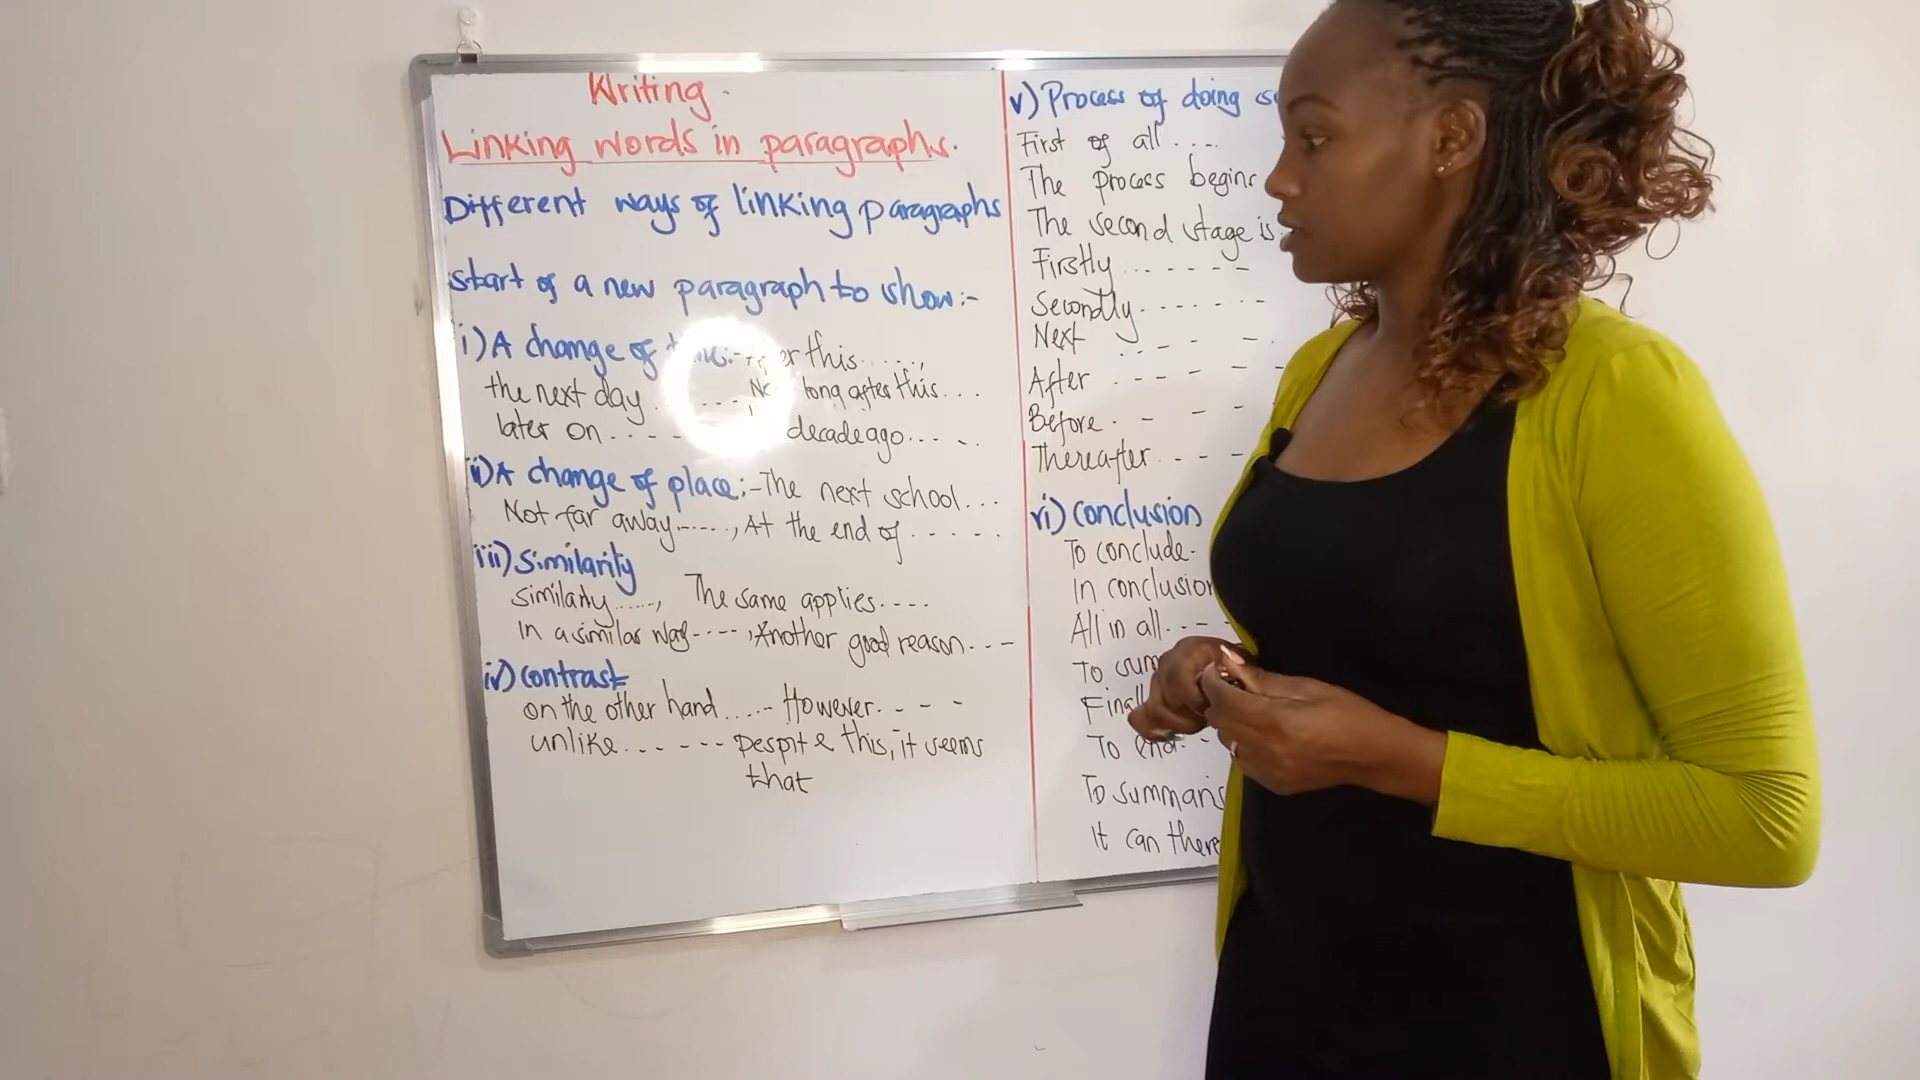 Writing.
Linking words in paragraphs.
Different ways of linking paragraphs
start of a new paragraph to show:-
i) A change of this.....,
the next day ..... long after this...
later on.... decade ago.....
ii) A change of place:- The next school...
Not far away......, At the end of.....
iii) Similarity
similarly......, The same applies....
In a similar way...., Another good reason...
iv) Contrast
on the other hand..... However....
unlike...... Despite this, it seems
that
v) Process of doing
First of all....
The process begins
The second stage is
Firstly......
Secondly......
Next ....
After .....
Before....
Thereafter....
vi) Conclusion
To conclude-
In conclusion
All in all...
To
To end.
To
It can